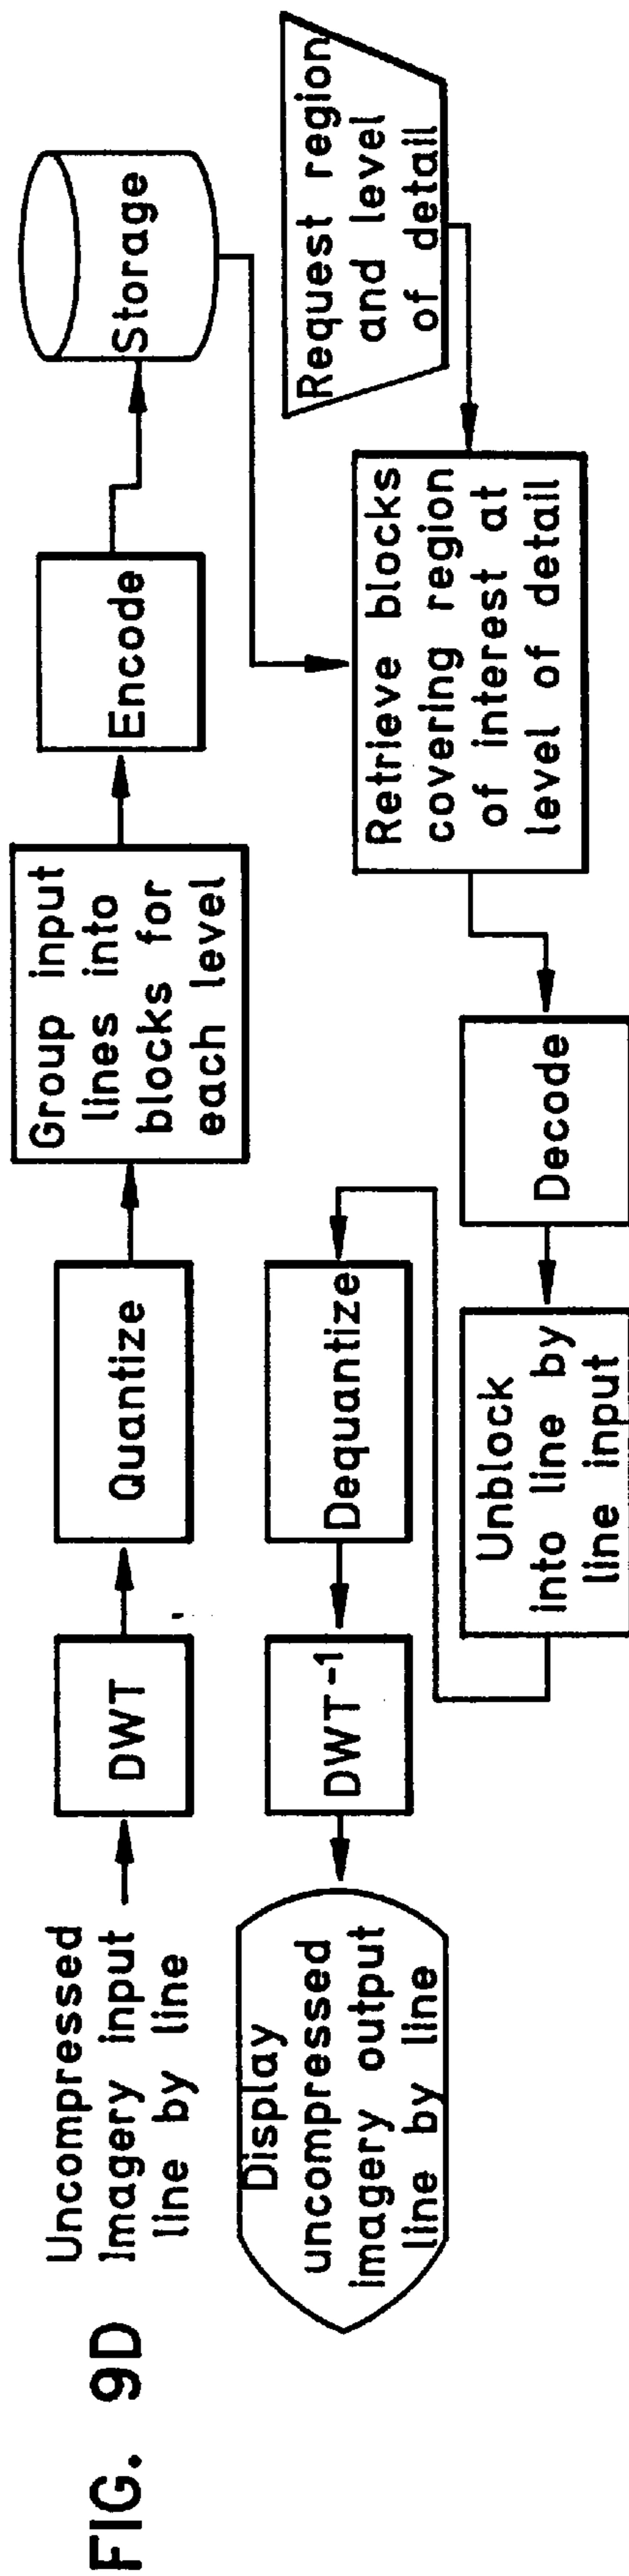 FIG. 9D
Uncompressed
Imagery input
line by line
DWT
Quantize
Group input
lines into
blocks for
each level
Encode
Storage
Request region
and level
of detail
Retrieve blocks
covering region
of interest at
level of detail
Decode
Unblock
into line by
line input
Dequantize
DWT-1
Display
uncompressed
imagery output
line by line